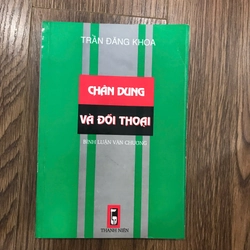 TRẦN ĐĂNG KHOA
CHÂN DUNG
VÀ ĐỐI THOẠI
BÌNH LUẬN VĂN CHƯƠNG
THANH NIÊN